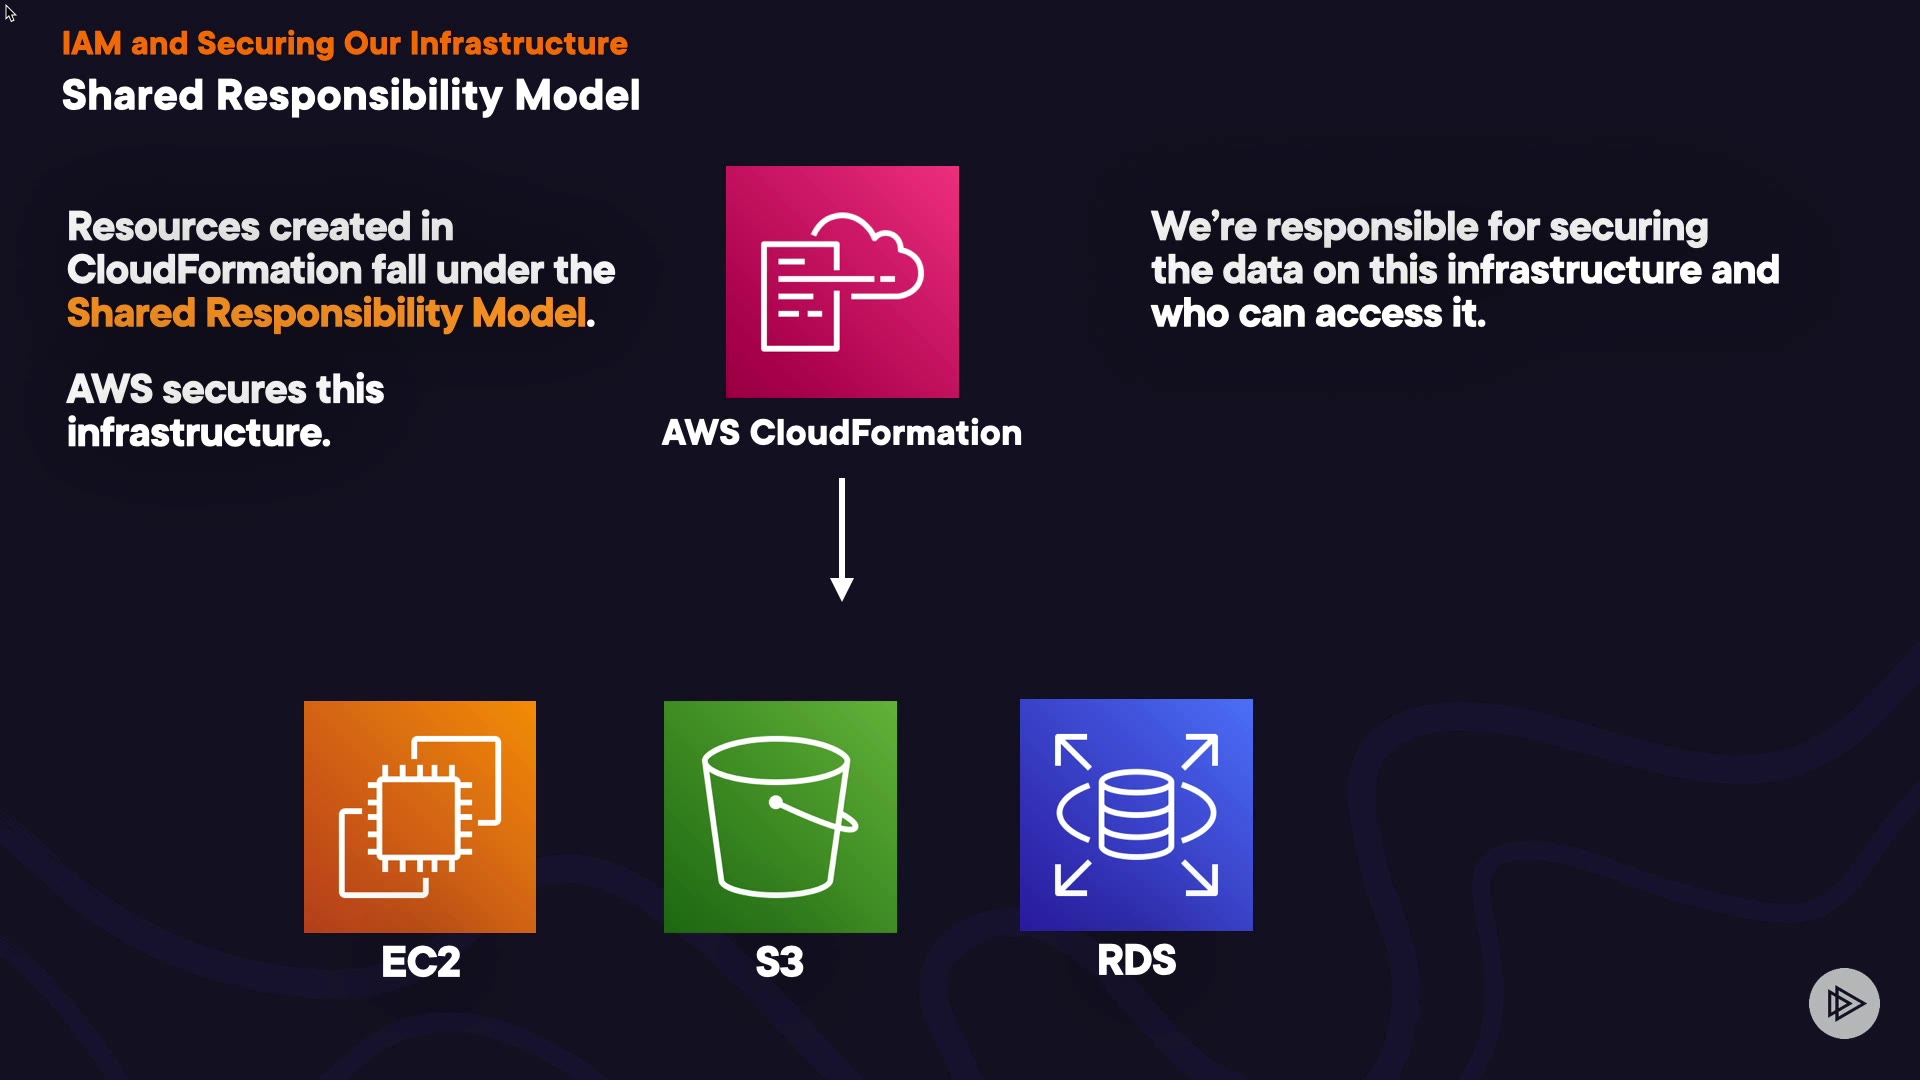 IAM and Securing Our Infrastructure
Shared Responsibility Model
Resources created in
CloudFormation fall under the
Shared Responsibility Model.
AWS secures this
infrastructure.
AWS CloudFormation
We're responsible for securing
the data on this infrastructure and
who can access it.
EC2
S3
RDS